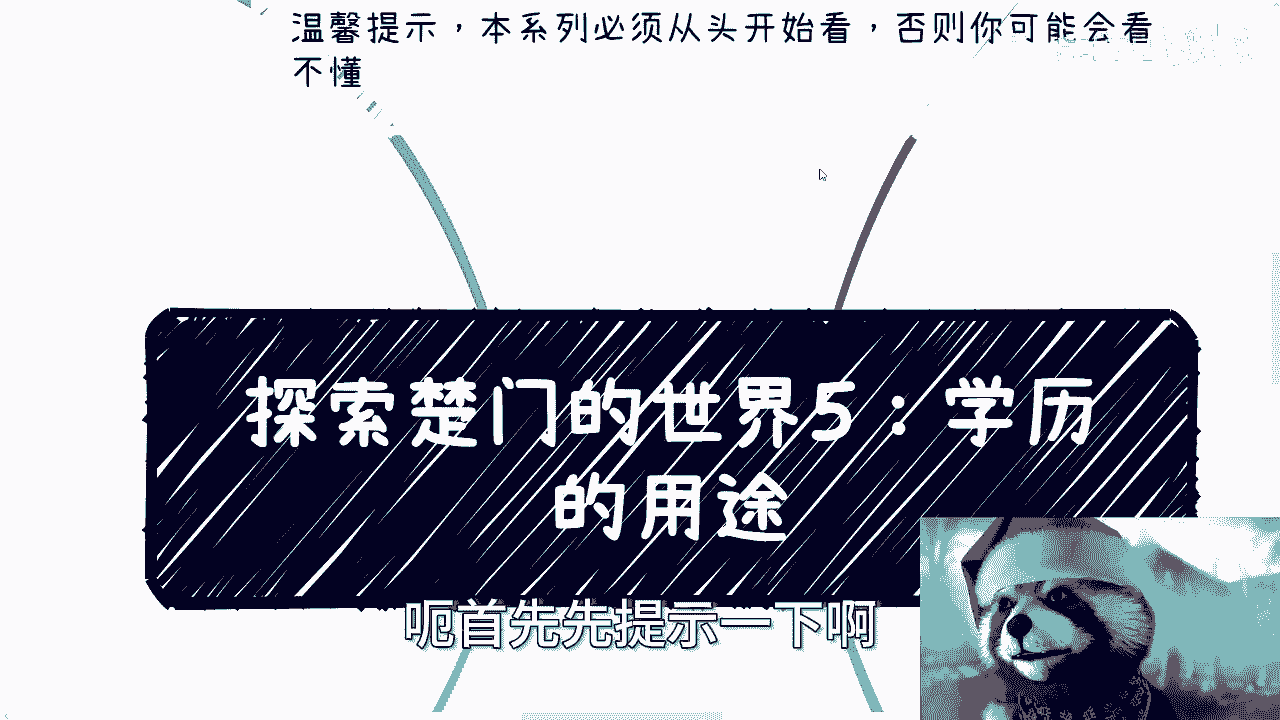 温馨提示，本系列必须从头开始看，否则你可能会看
不懂
探索楚门的世界5：学历
的用途
呃首先先提示一下啊